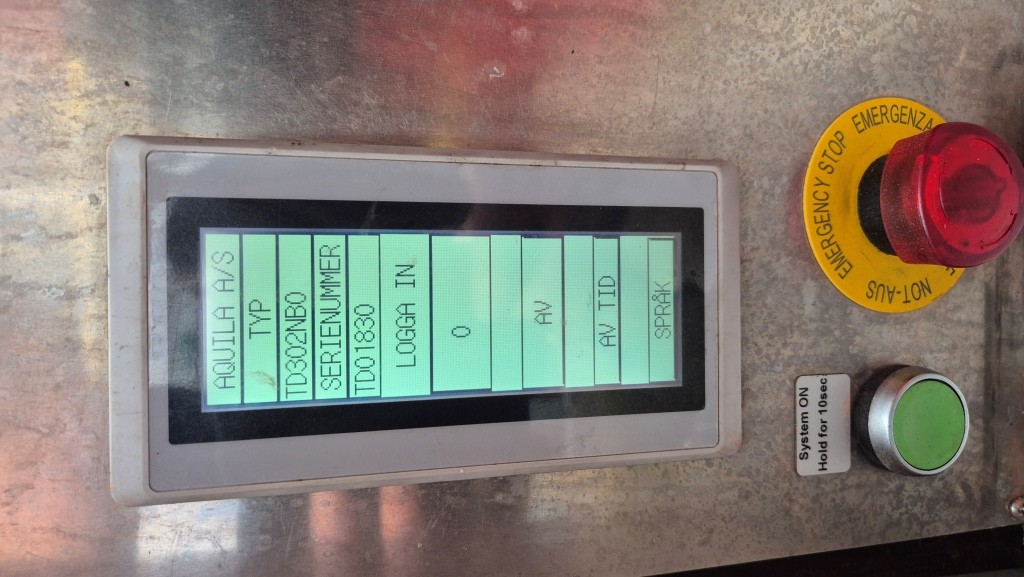 AQUILA A/S
TYP
TD302NBO
SERIENUMMER
TD01830
LOGGA IN
0
AV
AV TID
SPRÅK
System ON
Hold for 10sec
EMERGENCY STOP
EMERGENZA
NOT-AUS